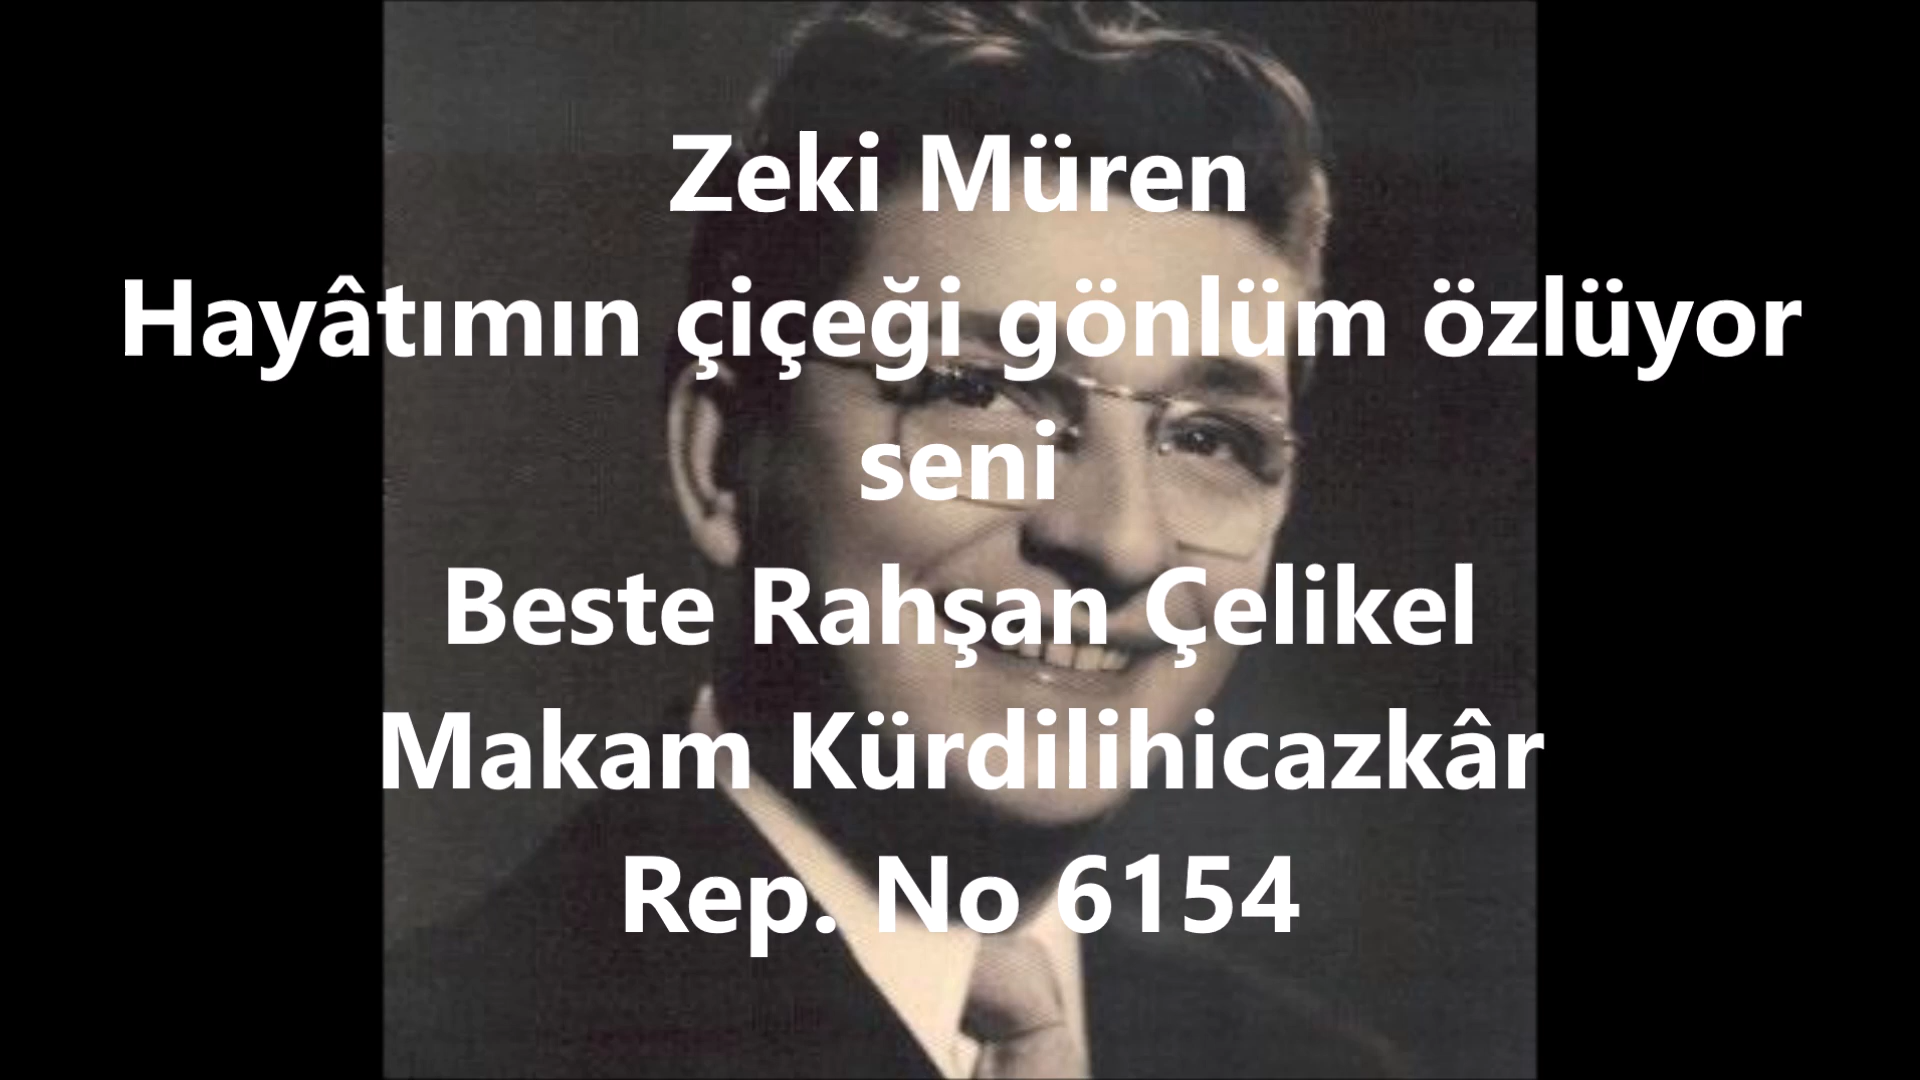 Zeki Müren
Hayâtımın çiçeği gönlüm özlüyor
seni
Beste Rahşan Çelikel
Makam Kürdilihicazkâr
Rep. No 6154